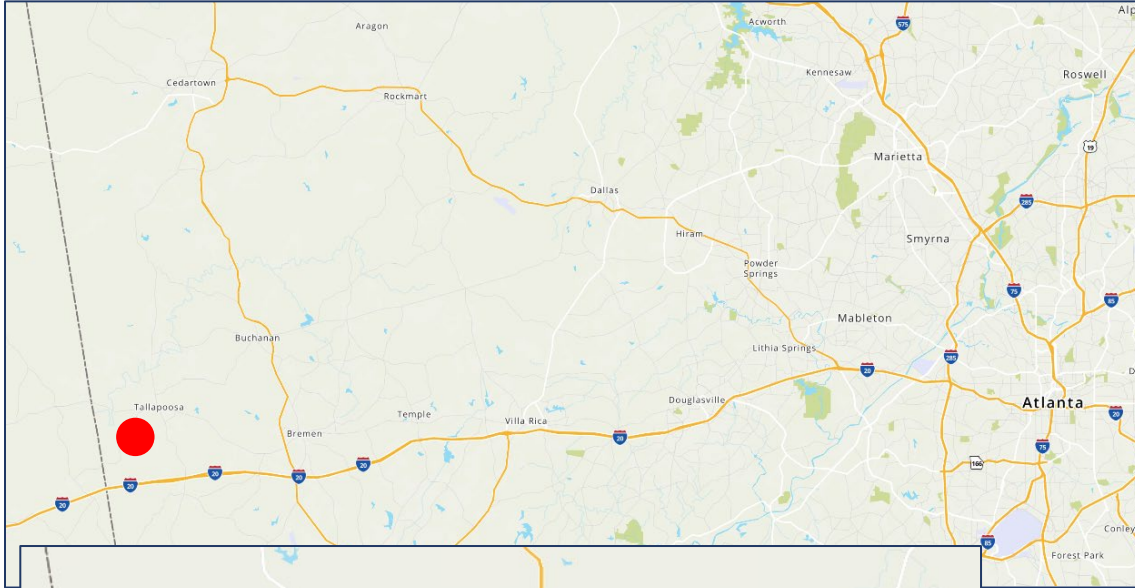 Alp
Aragon
Acworth
575
Kennesaw
Roswell
Cedartown
Rockmart
19
Marietta
Dallas
285
Hiram
Smyrna
Powder
Springs
75
85
Mableton
Buchanan
Lithia Springs
285
20
D
Tallapoosa
Temple
Villa Rica
Douglasville
Atlanta
20
Bremen
20
75
20
20
20
166
20
20
Conley
85
Forest Park